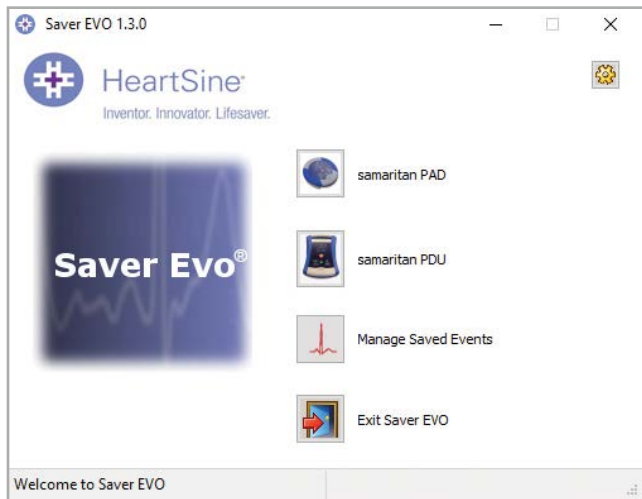 Saver EVO 1.3.0
HeartSine®
Inventor. Innovator. Lifesaver.
Saver Evo®
samaritan PAD
samaritan PDU
Manage Saved Events
Exit Saver EVO
Welcome to Saver EVO